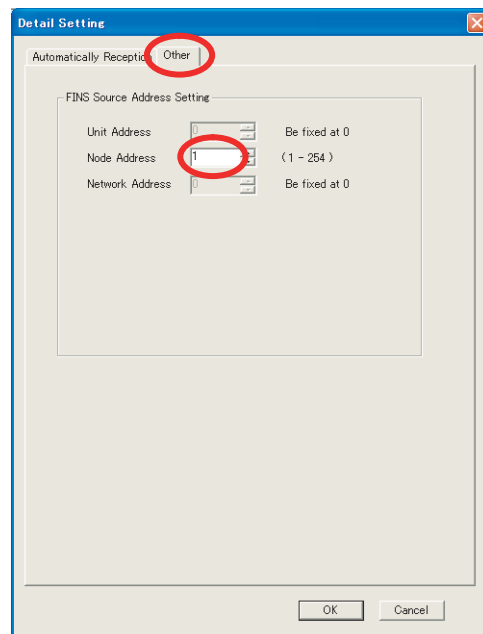 Detail Setting
Automatically Reception Other
FINS Source Address Setting
Unit Address 0 Be fixed at 0
Node Address 1 (1 - 254)
Network Address 0 Be fixed at 0
OK Cancel